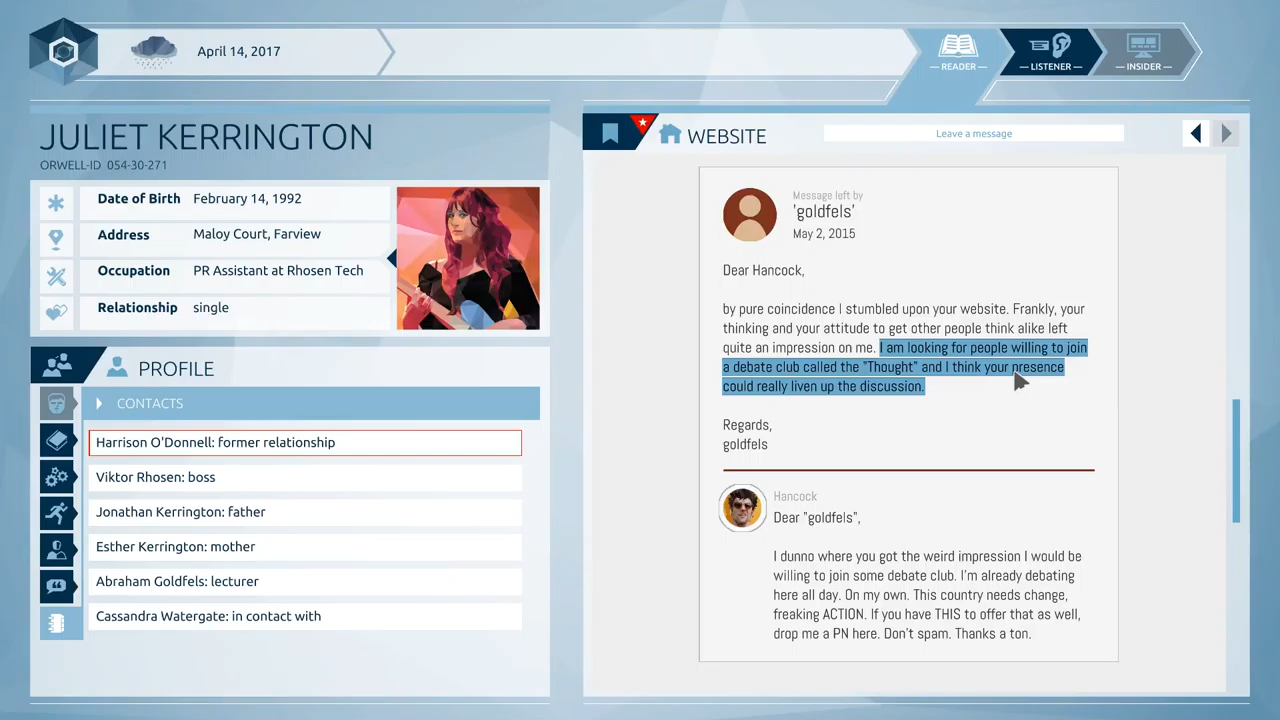 April 14, 2017
— READER —
— LISTENER —
— INSIDER —
JULIET KERRINGTON
ORWELL-ID 054-30-271
Date of Birth February 14, 1992
Address Maloy Court, Farview
Occupation PR Assistant at Rhosen Tech
Relationship single
PROFILE
CONTACTS
Harrison O'Donnell: former relationship
Viktor Rhosen: boss
Jonathan Kerrington: father
Esther Kerrington: mother
Abraham Goldfels: lecturer
Cassandra Watergate: in contact with
WEBSITE
Leave a message
Message left by
'goldfels'
May 2, 2015
Dear Hancock,
by pure coincidence I stumbled upon your website. Frankly, your
thinking and your attitude to get other people think alike left
quite an impression on me. I am looking for people willing to join
a debate club called the "Thought" and I think your presence
could really liven up the discussion.
Regards,
goldfels
Hancock
Dear "goldfels",
I dunno where you got the weird impression I would be
willing to join some debate club. I'm already debating
here all day. On my own. This country needs change,
freaking ACTION. If you have THIS to offer that as well,
drop me a PN here. Don't spam. Thanks a ton.